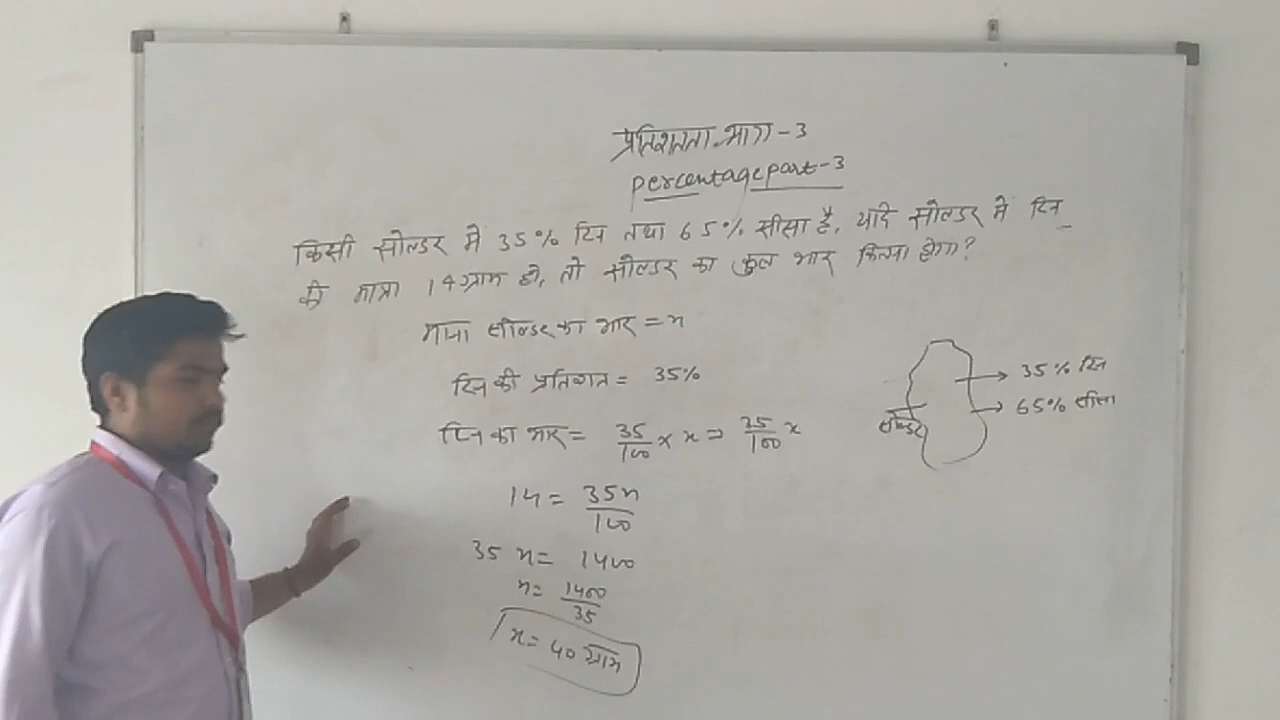 प्रतिशतता भाग-3
percentage part-3
किसी सोल्डर मे 35% टिन तथा 65% सीसा है, यदि सोल्डर मे टिन
की मात्रा 14 ग्राम हो, तो सोल्डर का कुल भार कितना होगा?
माना सोल्डर का भार = x
टिन की प्रतिशत = 35%
टिन का भार = 35/100 × x = 35/100 x
14 = 35x/100
35 x = 1400
x = 1400/35
x = 40 ग्राम
35% टिन
65% सीसा
सोल्डर